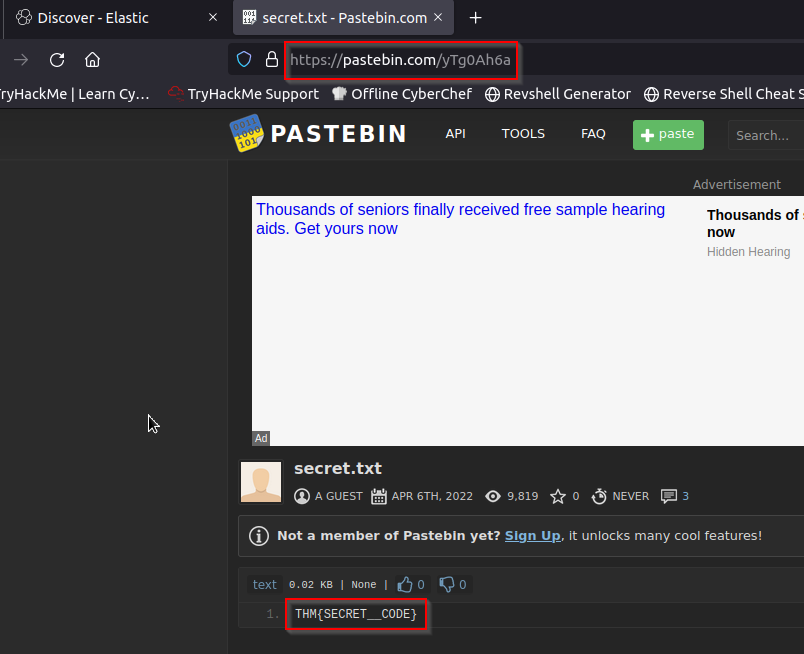 Discover - Elastic
secret.txt - Pastebin.com
https://pastebin.com/yTg0Ah6a
ryHackMe | Learn Cy…
TryHackMe Support
Offline CyberChef
Revshell Generator
Reverse Shell Cheat S
PASTEBIN
API
TOOLS
FAQ
paste
Search...
Advertisement
Thousands of seniors finally received free sample hearing
aids. Get yours now
Thousands of s
now
Hidden Hearing
Ad
secret.txt
A GUEST
APR 6TH, 2022
9,819
0
NEVER
3
Not a member of Pastebin yet? Sign Up, it unlocks many cool features!
text 0.02 KB | None | 0 0
1. THM{SECRET__CODE}